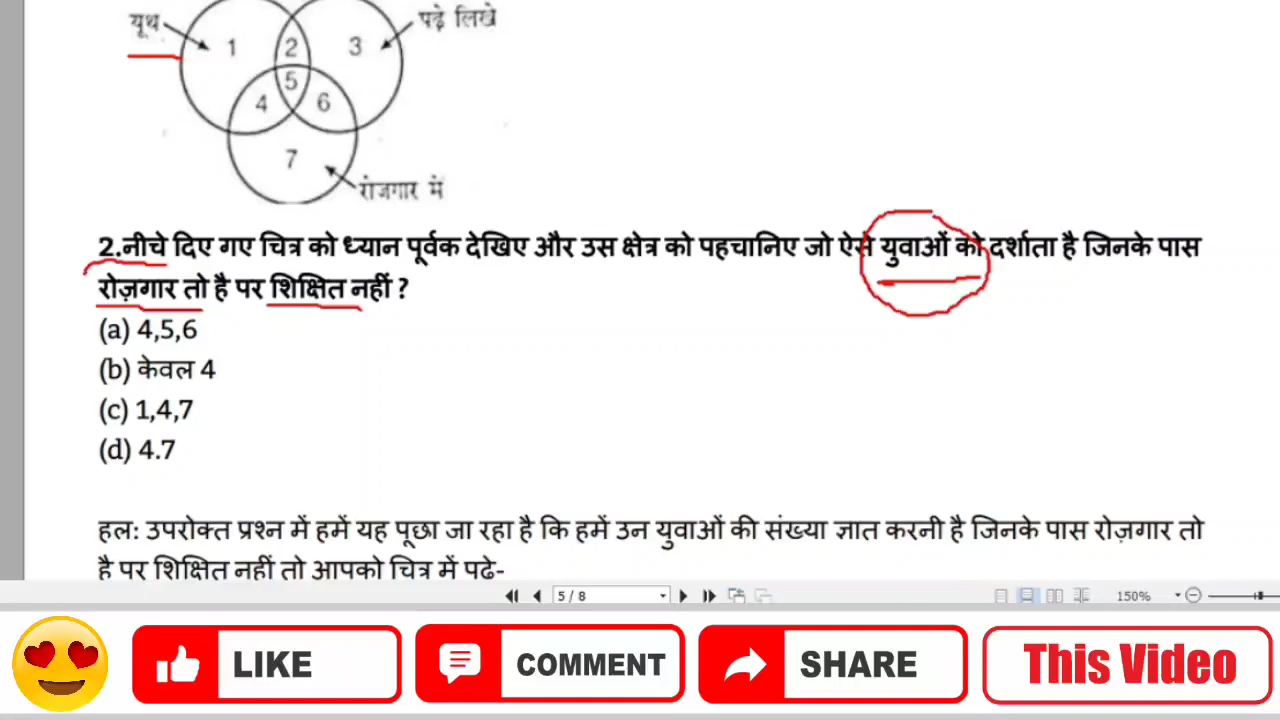 यूथ
पढ़े लिखे
1
2
3
5
4
6
7
रोजगार में
2.नीचे दिए गए चित्र को ध्यान पूर्वक देखिए और उस क्षेत्र को पहचानिए जो ऐसे युवाओं को दर्शाता है जिनके पास
रोज़गार तो है पर शिक्षित नहीं ?
(a) 4,5,6
(b) केवल 4
(c) 1,4,7
(d) 4.7
हल: उपरोक्त प्रश्न में हमें यह पूछा जा रहा है कि हमें उन युवाओं की संख्या ज्ञात करनी है जिनके पास रोज़गार तो
है पर शिक्षित नहीं तो आपको चित्र में पढे-
5 / 8
150%
LIKE
COMMENT
SHARE
This Video